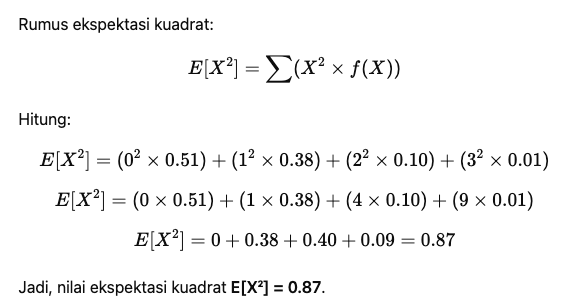 Rumus ekspektasi kuadrat:
E[X²] = ∑(X² × f(X))
Hitung:
E[X²] = (0² × 0.51) + (1² × 0.38) + (2² × 0.10) + (3² × 0.01)
E[X²] = (0 × 0.51) + (1 × 0.38) + (4 × 0.10) + (9 × 0.01)
E[X²] = 0 + 0.38 + 0.40 + 0.09 = 0.87
Jadi, nilai ekspektasi kuadrat E[X²] = 0.87.